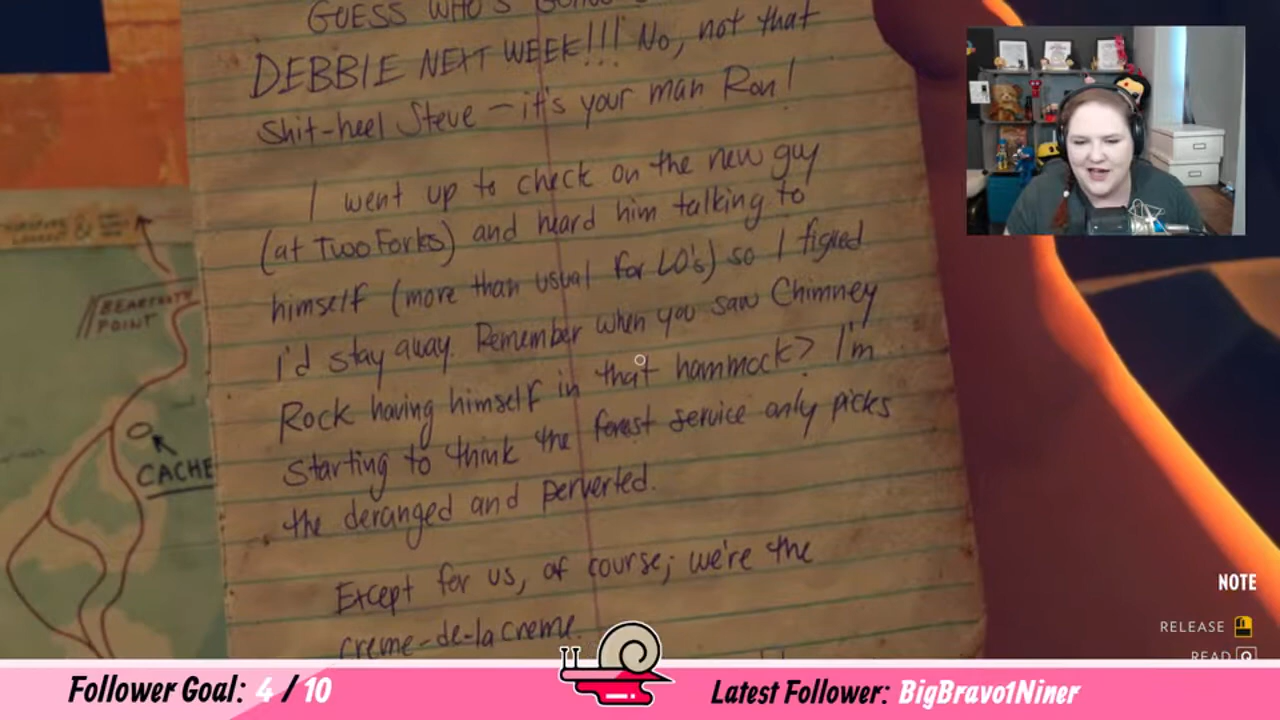 GUESS WHO'S GOING
DEBBIE NEXT WEEK!!! No, not that
shit-heel Steve – it's your man Ron!
I went up to check on the new guy
(at Two Forks) and heard him talking to
himself (more than usual for LO's) so I figued
I'd stay away. Remember when you saw Chimney
Rock having himself in that hammock? I'm
starting to think the forest service only picks
the deranged and perverted.
Except for us, of course; we're the
creme-de-la creme.
BEARTOOTH
POINT
CACHE
NOTE
RELEASE
READ Q
Follower Goal: 4 / 10
Latest Follower: BigBravo1Niner